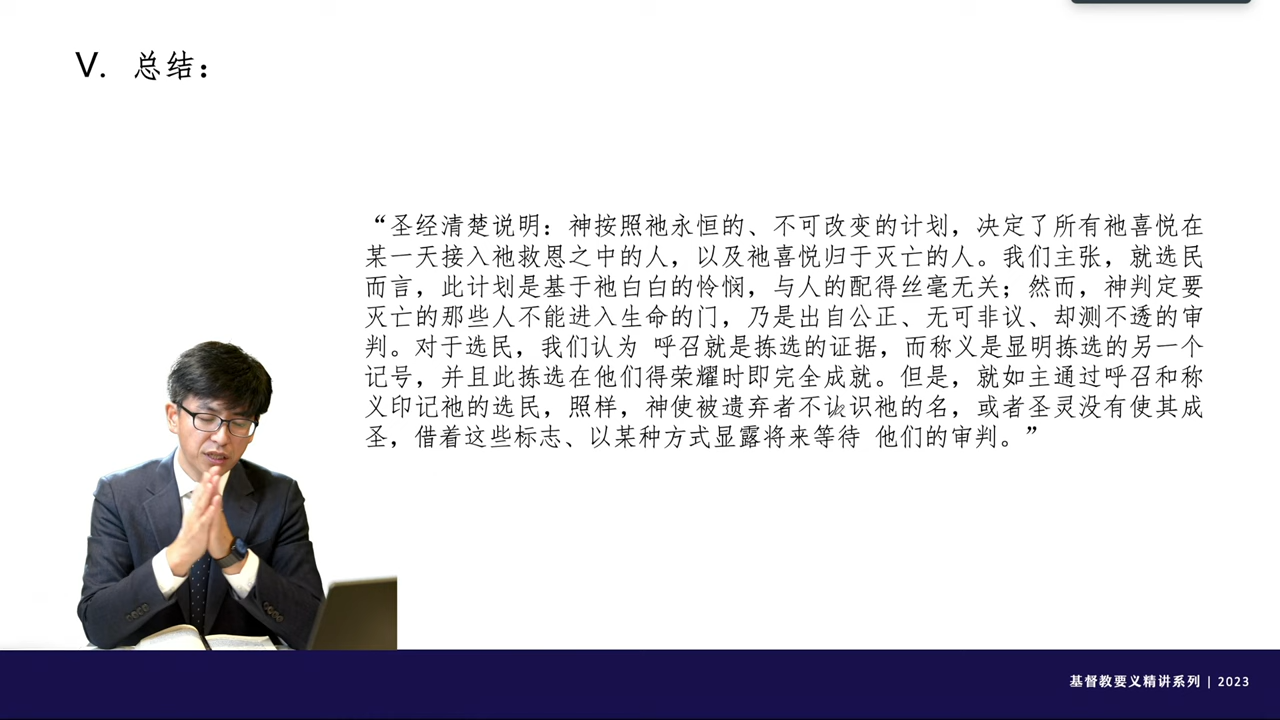 V. 总结：
“圣经清楚说明：神按照祂永恒的、不可改变的计划，决定了所有祂喜悦在
某一天接入祂救恩之中的人，以及祂喜悦归于灭亡的人。我们主张，就选民
而言，此计划是基于祂白白的怜悯，与人的配得丝毫无关；然而，神判定要
灭亡的那些人不能进入生命的门，乃是出自公正、无可非议、却测不透的审
判。对于选民，我们认为 呼召就是拣选的证据，而称义是显明拣选的另一个
记号，并且此拣选在他们得荣耀时即完全成就。但是，就如主通过呼召和称
义印记祂的选民，照样，神使被遗弃者不认识祂的名，或者圣灵没有使其成
圣，借着这些标志、以某种方式显露将来等待 他们的审判。”
基督教要义精讲系列 | 2023